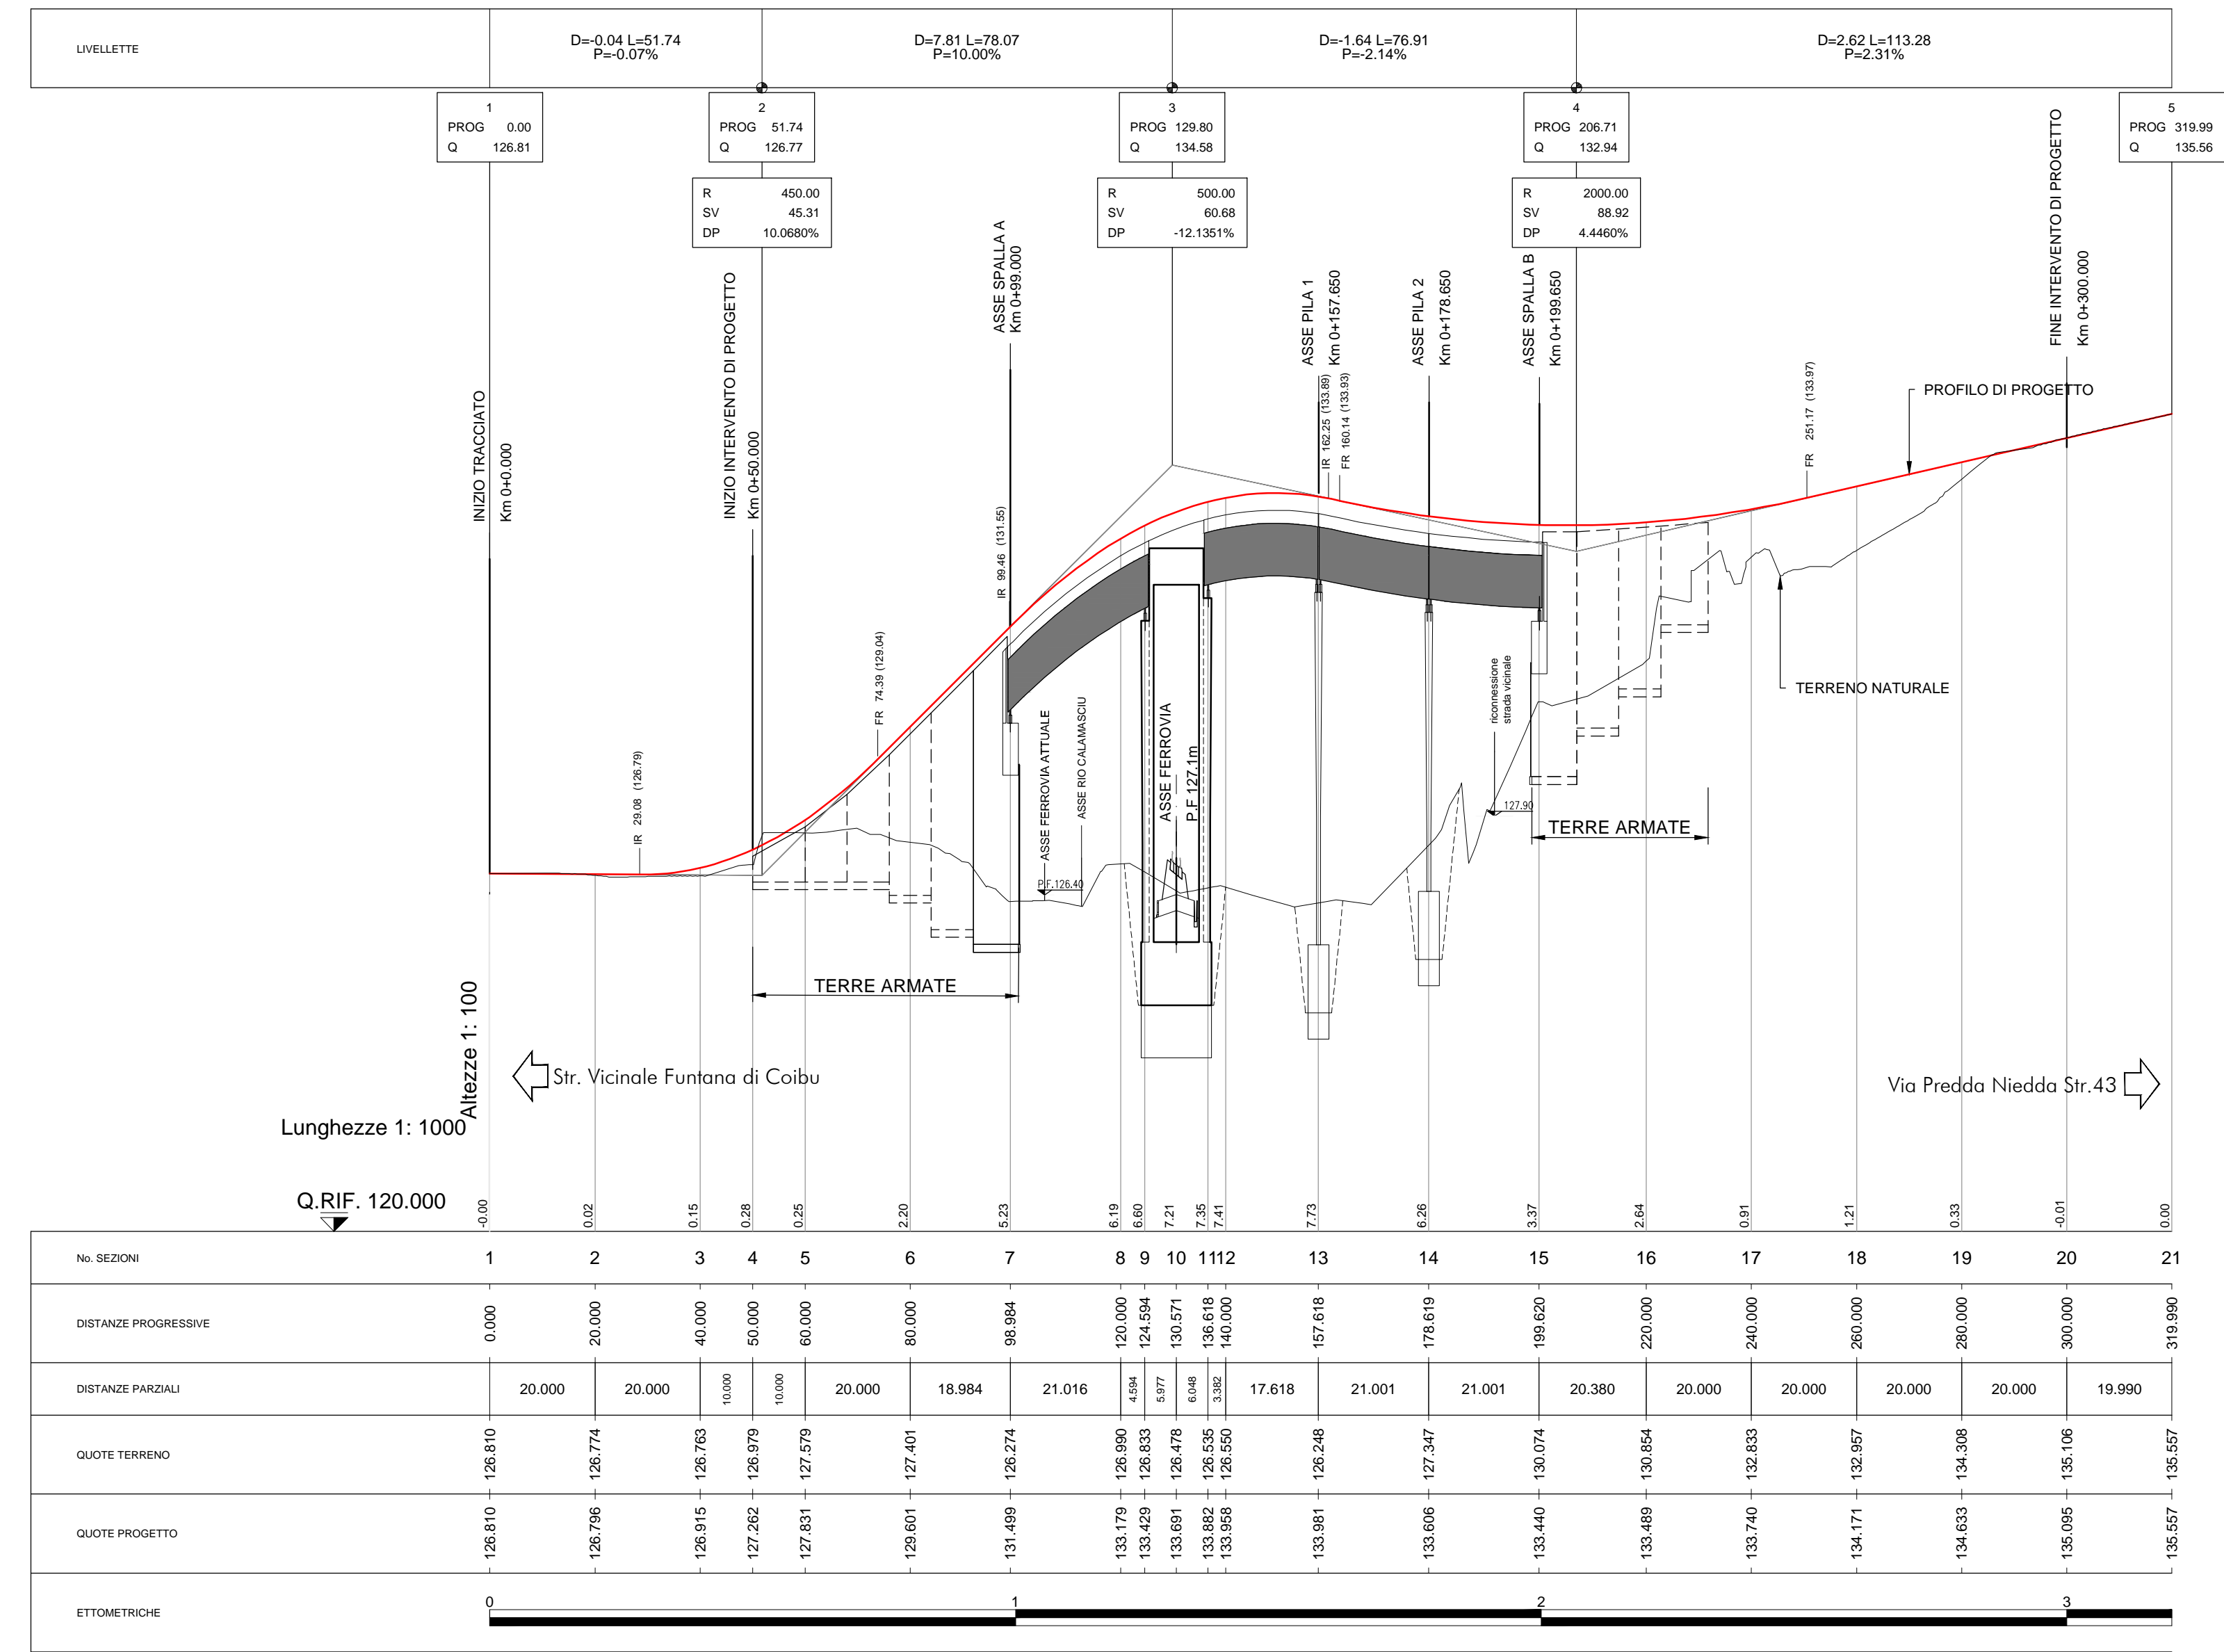 LIVELLETTE
D=-0.04 L=51.74
P=-0.07%
D=7.81 L=78.07
P=10.00%
D=-1.64 L=76.91
P=-2.14%
D=2.62 L=113.28
P=2.31%
1
PROG 0.00
Q 126.81
2
PROG 51.74
Q 126.77
3
PROG 129.80
Q 134.58
4
PROG 206.71
Q 132.94
5
PROG 319.99
Q 135.56
R 450.00
SV 45.31
DP 10.0680%
R 500.00
SV 60.68
DP -12.1351%
R 2000.00
SV 88.92
DP 4.4460%
INIZIO TRACCIATO
Km 0+0.000
IR 29.08 (126.79)
INIZIO INTERVENTO DI PROGETTO
Km 0+50.000
FR 74.39 (129.04)
ASSE SPALLA A
Km 0+99.000
IR 99.46 (131.55)
ASSE FERROVIA ATTUALE
P.F.126.40
ASSE RIO CALAMASCIU
ASSE FERROVIA
P.F 127.1m
ASSE PILA 1
Km 0+157.650
IR 162.25 (133.89)
FR 160.14 (133.93)
ASSE PILA 2
Km 0+178.650
riconnessione
strada vicinale
127.90
ASSE SPALLA B
Km 0+199.650
FR 251.17 (133.97)
FINE INTERVENTO DI PROGETTO
Km 0+300.000
PROFILO DI PROGETTO
TERRENO NATURALE
TERRE ARMATE
TERRE ARMATE
Altezze 1: 100
Str. Vicinale Funtana di Coibu
Via Predda Niedda Str.43
Lunghezze 1: 1000
Q.RIF. 120.000
-0.00 0.02 0.15 0.28 0.25 2.20 5.23 6.19 6.60 7.21 7.35 7.41 7.73 6.26 3.37 2.64 0.91 1.21 0.33 -0.01 0.00
No. SEZIONI 1 2 3 4 5 6 7 8 9 10 11 12 13 14 15 16 17 18 19 20 21
DISTANZE PROGRESSIVE 0.000 20.000 40.000 50.000 60.000 80.000 98.984 120.000 124.594 130.571 136.618 140.000 157.618 178.619 199.620 220.000 240.000 260.000 280.000 300.000 319.990
DISTANZE PARZIALI 20.000 20.000 10.000 10.000 20.000 18.984 21.016 4.594 5.977 6.048 3.382 17.618 21.001 21.001 20.380 20.000 20.000 20.000 20.000 19.990
QUOTE TERRENO 126.810 126.774 126.763 126.979 127.579 127.401 126.274 126.990 126.833 126.478 126.535 126.550 126.248 127.347 130.074 130.854 132.833 132.957 134.308 135.106 135.557
QUOTE PROGETTO 126.810 126.796 126.915 127.262 127.831 129.601 131.499 133.179 133.429 133.691 133.882 133.958 133.981 133.606 133.440 133.489 133.740 134.171 134.633 135.095 135.557
ETTOMETRICHE 0 1 2 3